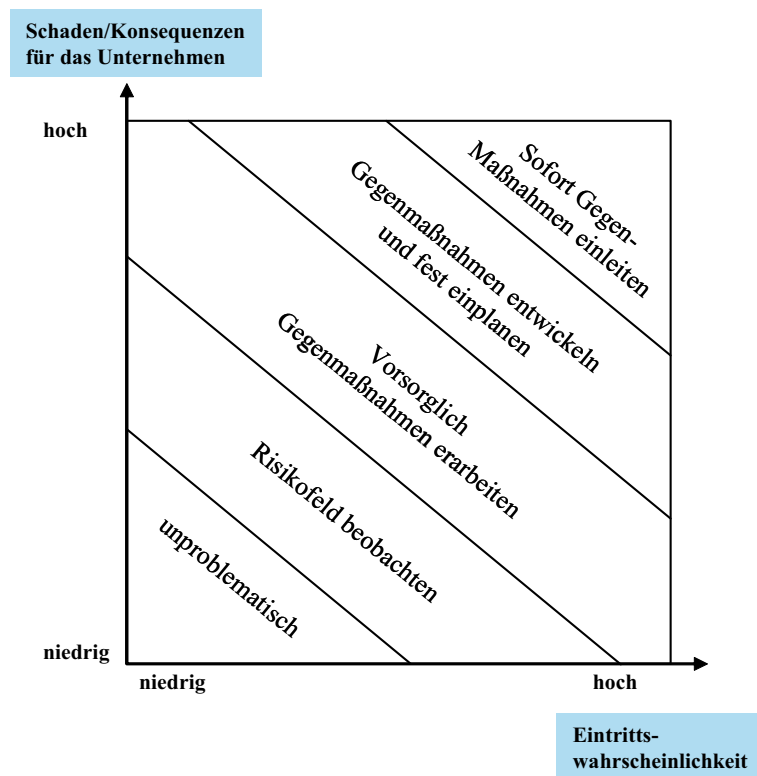 Schaden/Konsequenzen
für das Unternehmen
hoch
Sofort Gegen-
Maßnahmen einleiten
Gegenmaßnahmen entwickeln
und fest einplanen
Vorsorglich
Gegenmaßnahmen erarbeiten
Risikofeld beobachten
unproblematisch
niedrig
niedrig
hoch
Eintritts-
wahrscheinlichkeit